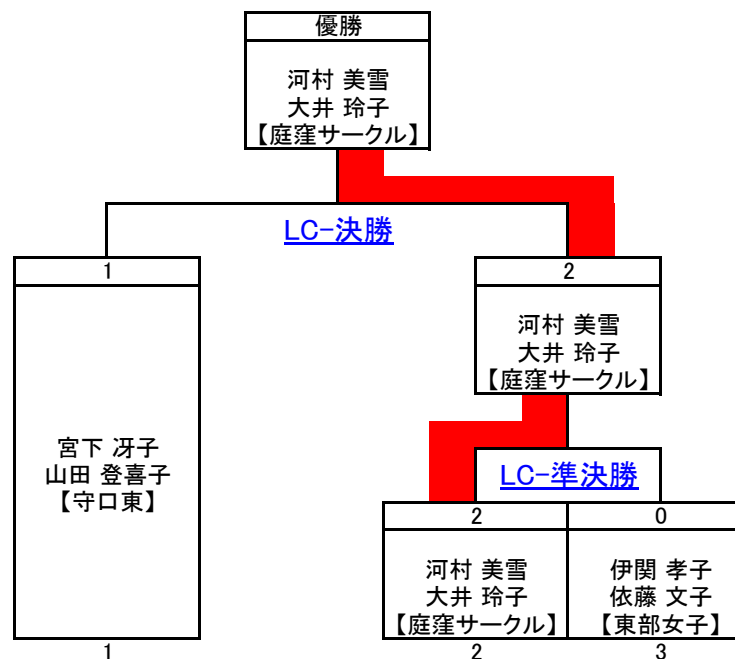 優勝
河村 美雪
大井 玲子
【庭窪サークル】
LC-決勝
1
2
河村 美雪
大井 玲子
【庭窪サークル】
宮下 冴子
山田 登喜子
【守口東】
LC-準決勝
2
0
河村 美雪
大井 玲子
【庭窪サークル】
伊関 孝子
依藤 文子
【東部女子】
1
2
3